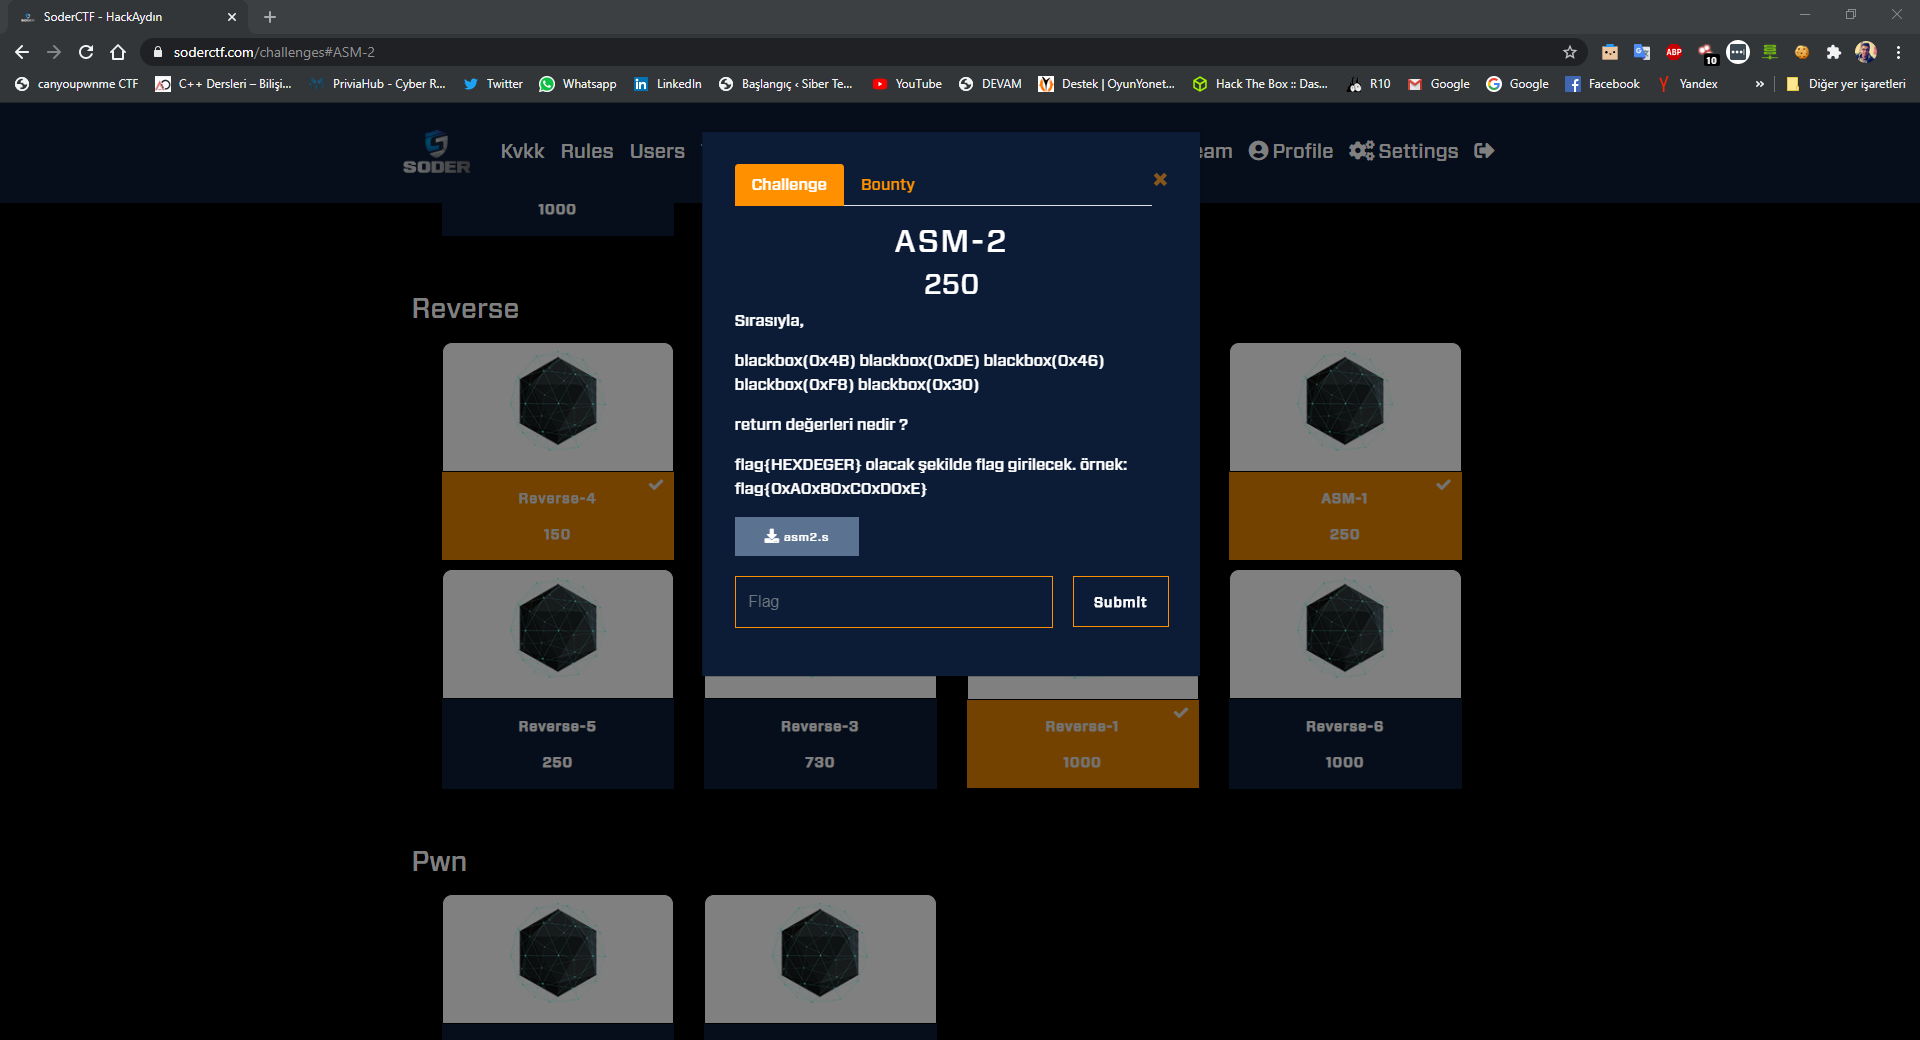 SoderCTF - HackAydın
soderctf.com/challenges#ASM-2
ABP
10
canyoupwnme CTF
C++ Dersleri – Bilişi...
PriviaHub - Cyber R...
Twitter
Whatsapp
LinkedIn
Başlangıç ‹ Siber Te...
YouTube
DEVAM
Destek | OyunYonet...
Hack The Box :: Das...
R10
Google
Google
Facebook
Yandex
»
Diğer yer işaretleri
SODER
Kvkk
Rules
Users
eam
Profile
Settings
1000
Challenge
Bounty
ASM-2
250
Sırasıyla,
blackbox(0x4B) blackbox(0xDE) blackbox(0x46)
blackbox(0xF8) blackbox(0x30)
return değerleri nedir ?
flag{HEXDEGER} olacak şekilde flag girilecek. örnek:
flag{0xA0xB0xC0xD0xE}
asm2.s
Flag
Submit
Reverse
Reverse-4
150
ASM-1
250
Reverse-5
250
Reverse-3
730
Reverse-1
1000
Reverse-6
1000
Pwn